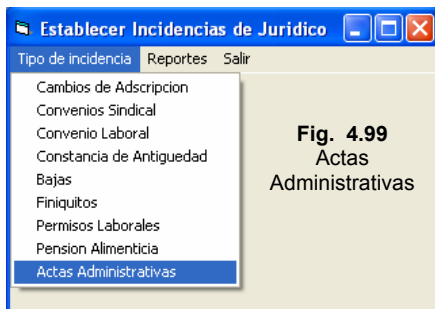 Establecer Incidencias de Juridico
Tipo de incidencia Reportes Salir
Cambios de Adscripcion
Convenios Sindical
Convenio Laboral
Constancia de Antiguedad
Bajas
Finiquitos
Permisos Laborales
Pension Alimenticia
Actas Administrativas
Fig. 4.99
Actas
Administrativas